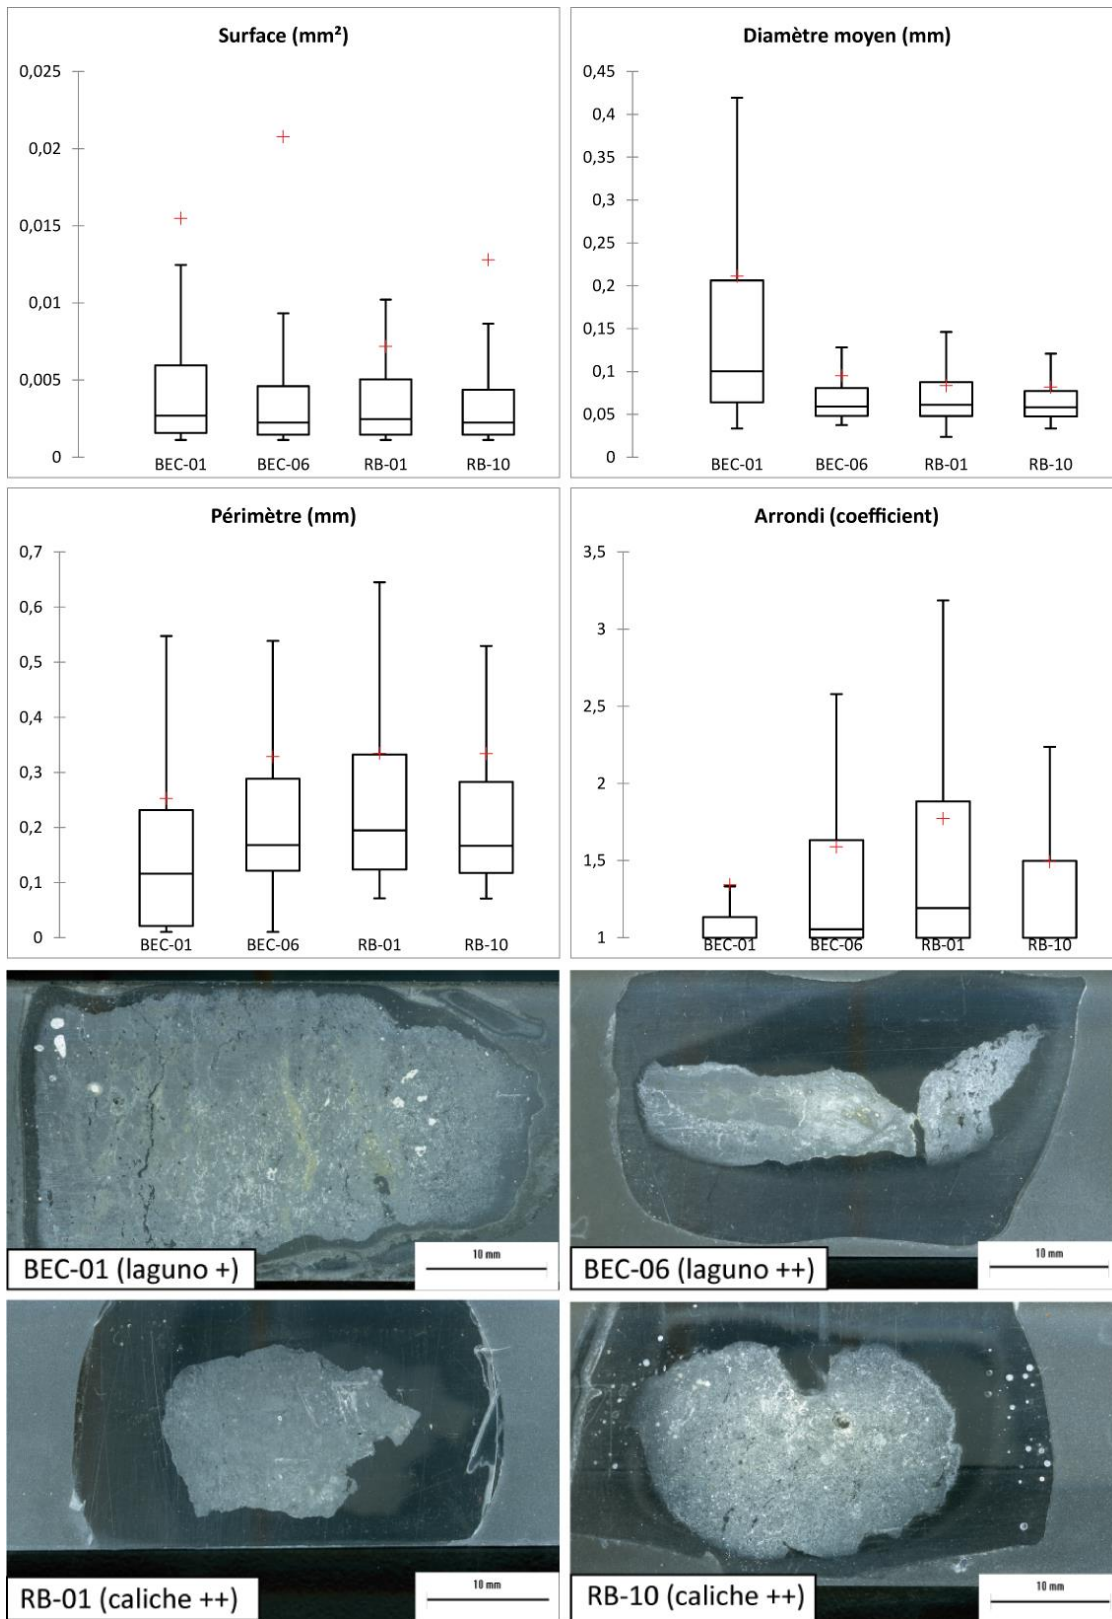 Surface (mm²)
0,025
0,02
0,015
0,01
0,005
0
BEC-01 BEC-06 RB-01 RB-10
Diamètre moyen (mm)
0,45
0,4
0,35
0,3
0,25
0,2
0,15
0,1
0,05
0
BEC-01 BEC-06 RB-01 RB-10
Périmètre (mm)
0,7
0,6
0,5
0,4
0,3
0,2
0,1
0
BEC-01 BEC-06 RB-01 RB-10
Arrondi (coefficient)
3,5
3
2,5
2
1,5
1
BEC-01 BEC-06 RB-01 RB-10
10 mm
BEC-01 (laguno +)
10 mm
BEC-06 (laguno ++)
10 mm
RB-01 (caliche ++)
10 mm
RB-10 (caliche ++)